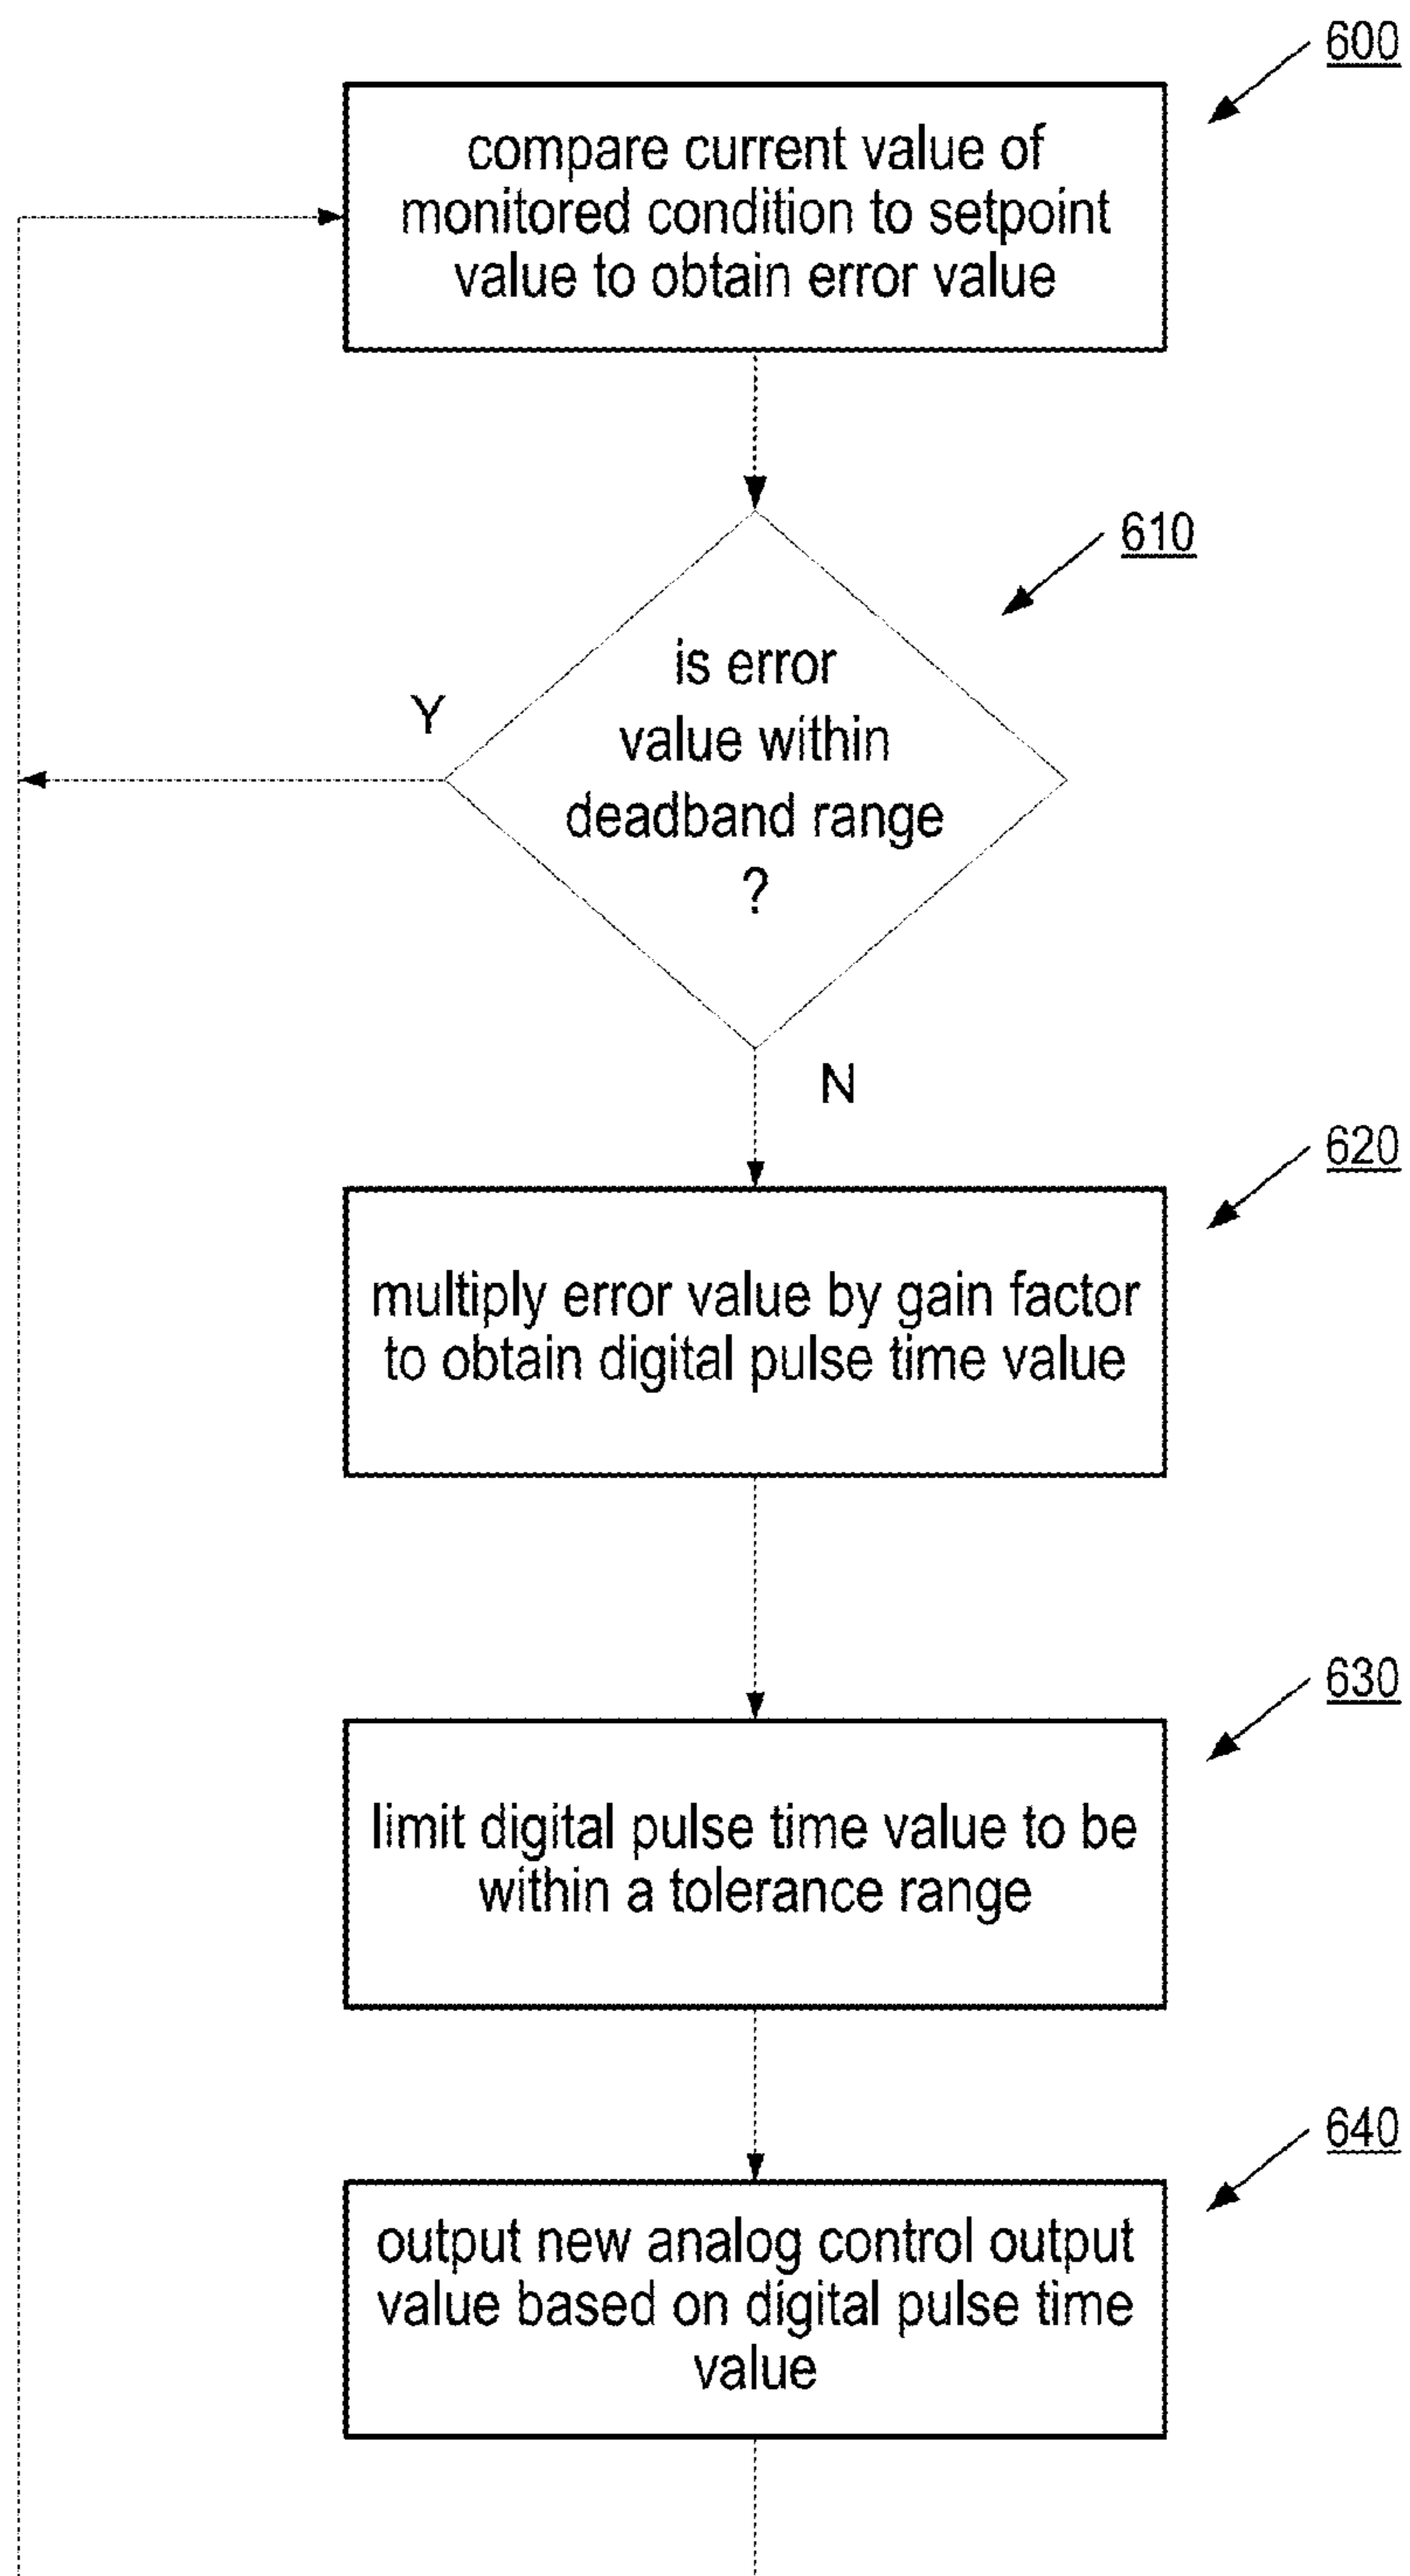 600
compare current value of
monitored condition to setpoint
value to obtain error value
610
is error
value within
deadband range
?
Y
N
620
multiply error value by gain factor
to obtain digital pulse time value
630
limit digital pulse time value to be
within a tolerance range
640
output new analog control output
value based on digital pulse time
value